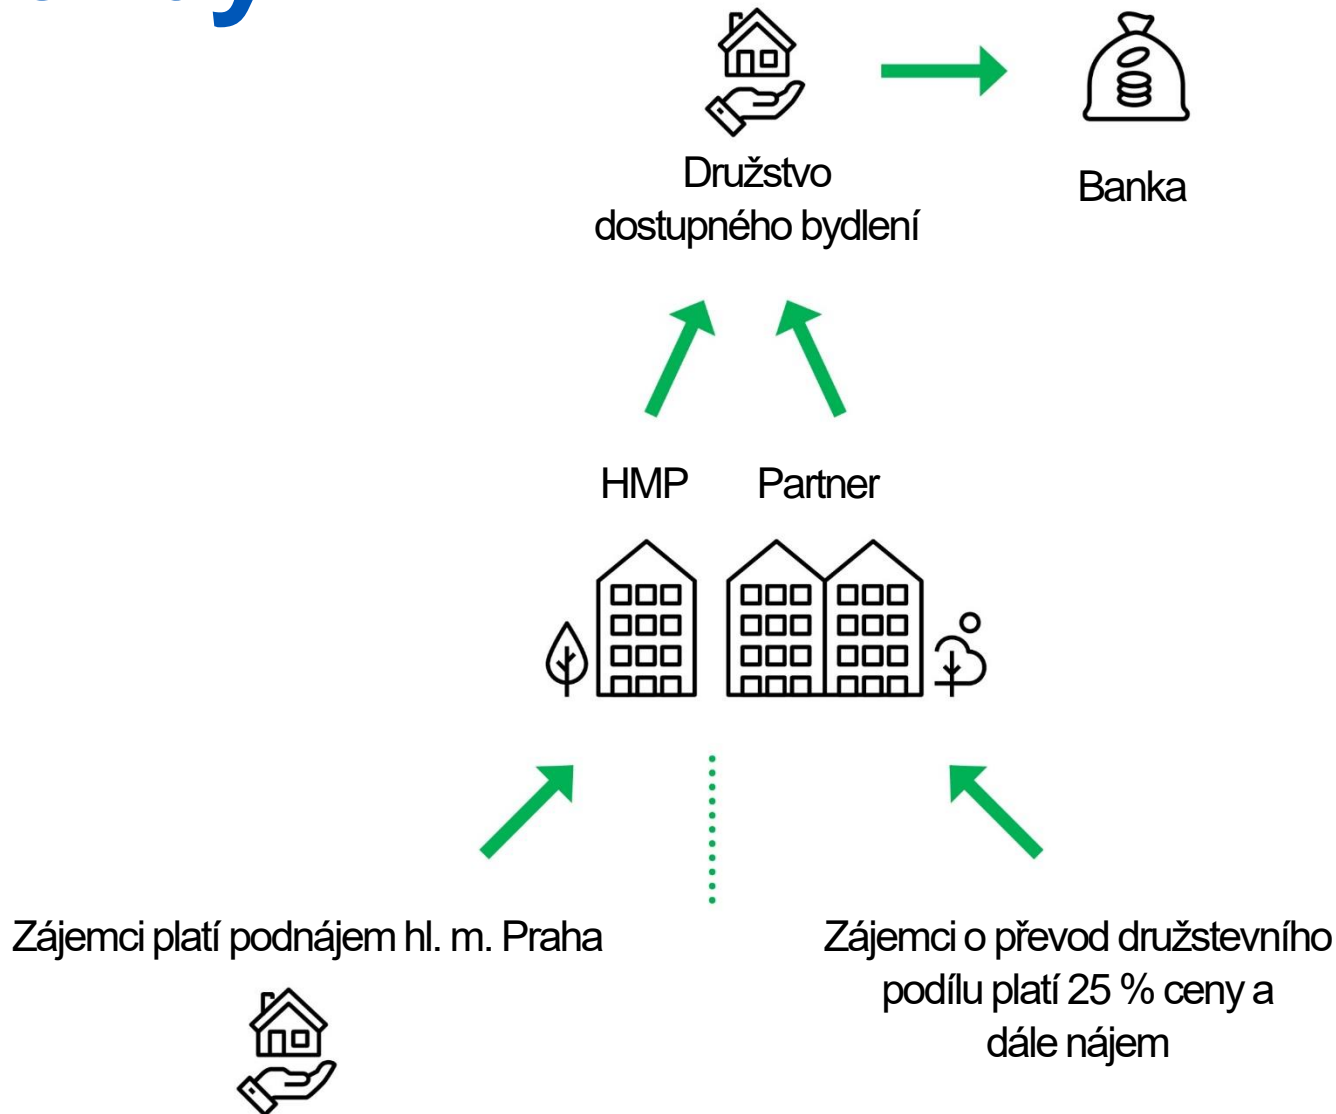 Družstvo
dostupného bydlení
Banka
HMP
Partner
Zájemci platí podnájem hl. m. Praha
Zájemci o převod družstevního
podílu platí 25 % ceny a
dále nájem